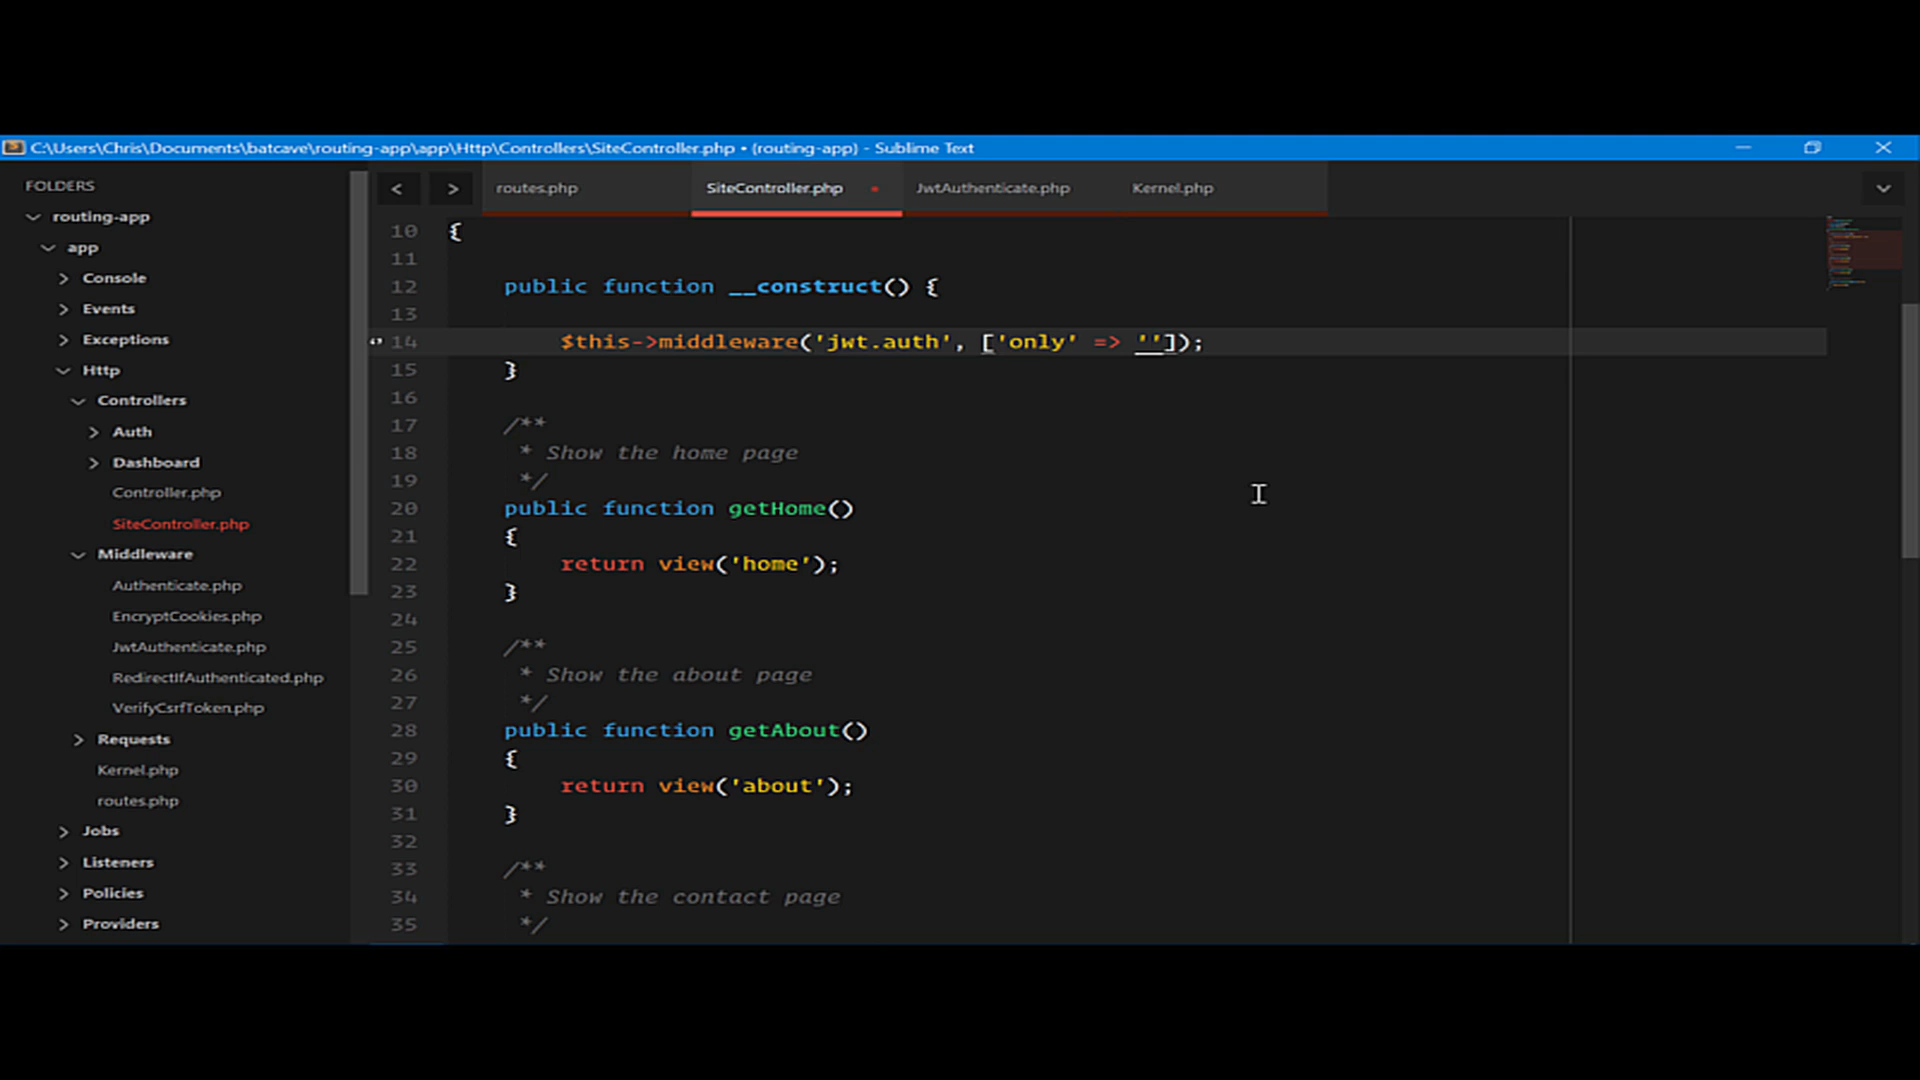 C:\Users\Chris\Documents\batcave\routing-app\app\Http\Controllers\SiteController.php • (routing-app) - Sublime Text
FOLDERS
routing-app
app
Console
Events
Exceptions
Http
Controllers
Auth
Dashboard
Controller.php
SiteController.php
Middleware
Authenticate.php
EncryptCookies.php
JwtAuthenticate.php
RedirectIfAuthenticated.php
VerifyCsrfToken.php
Requests
Kernel.php
routes.php
Jobs
Listeners
Policies
Providers
routes.php SiteController.php JwtAuthenticate.php Kernel.php
10 {
11
12 public function __construct() {
13
14 $this->middleware('jwt.auth', ['only' => '']);
15 }
16
17 /**
18 * Show the home page
19 */
20 public function getHome()
21 {
22 return view('home');
23 }
24
25 /**
26 * Show the about page
27 */
28 public function getAbout()
29 {
30 return view('about');
31 }
32
33 /**
34 * Show the contact page
35 */